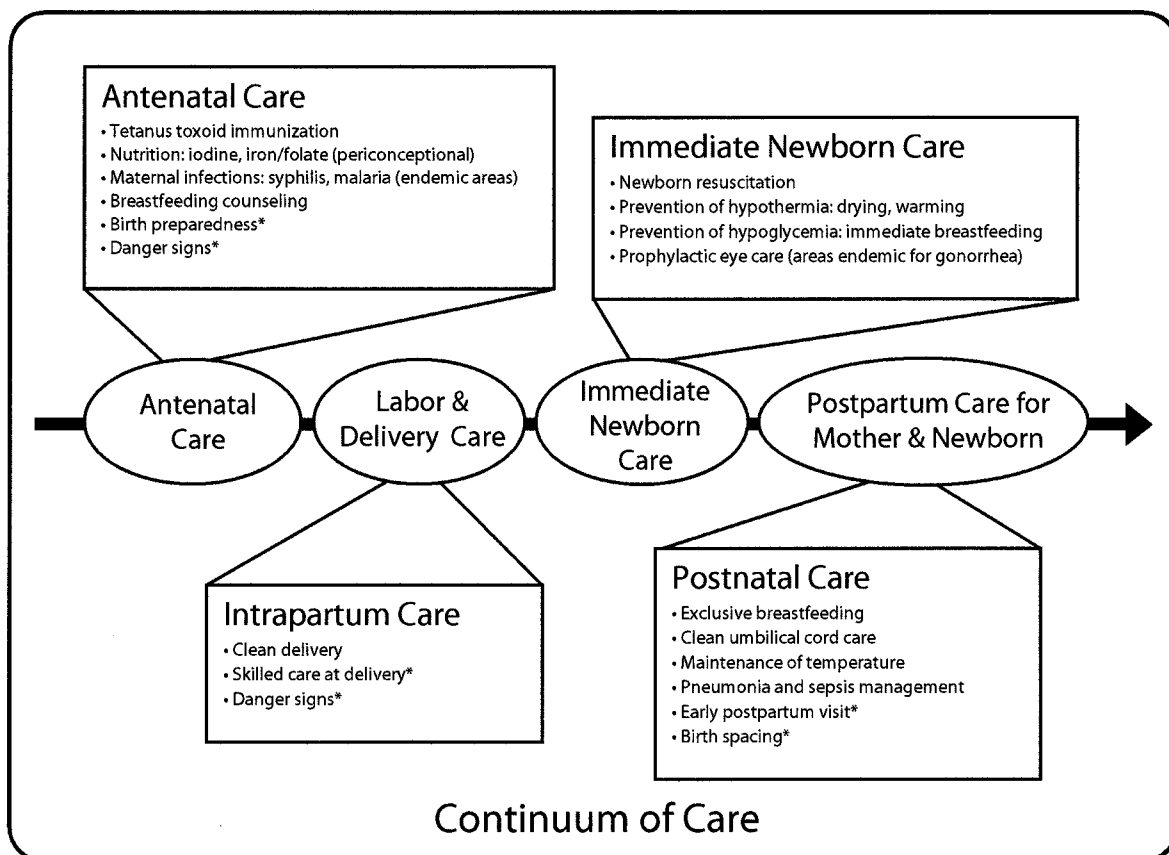 Antenatal Care
• Tetanus toxoid immunization
• Nutrition: iodine, iron/folate (periconceptional)
• Maternal infections: syphilis, malaria (endemic areas)
• Breastfeeding counseling
• Birth preparedness*
• Danger signs*
Immediate Newborn Care
• Newborn resuscitation
• Prevention of hypothermia: drying, warming
• Prevention of hypoglycemia: immediate breastfeeding
• Prophylactic eye care (areas endemic for gonorrhea)
Antenatal
Care
Labor &
Delivery Care
Immediate
Newborn
Care
Postpartum Care for
Mother & Newborn
Intrapartum Care
• Clean delivery
• Skilled care at delivery*
• Danger signs*
Postnatal Care
• Exclusive breastfeeding
• Clean umbilical cord care
• Maintenance of temperature
• Pneumonia and sepsis management
• Early postpartum visit*
• Birth spacing*
Continuum of Care